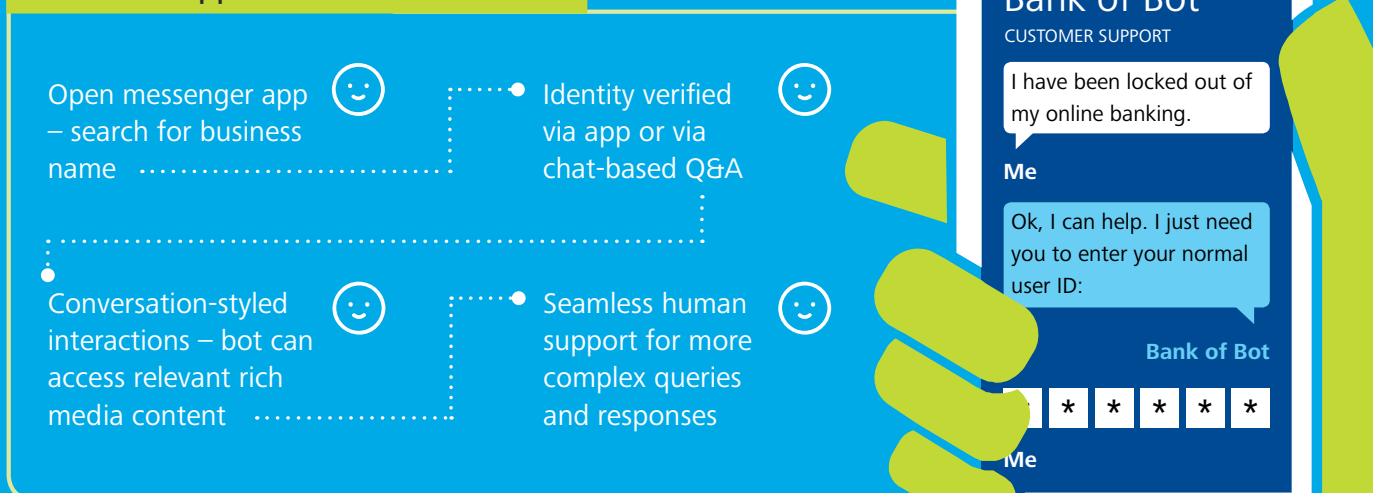 Open messenger app
– search for business
name
Identity verified
via app or via
chat-based Q&A
Conversation-styled
interactions – bot can
access relevant rich
media content
Seamless human
support for more
complex queries
and responses
Bank of Bot
CUSTOMER SUPPORT
I have been locked out of
my online banking.
Me
Ok, I can help. I just need
you to enter your normal
user ID:
Bank of Bot
* * * * * *
Me